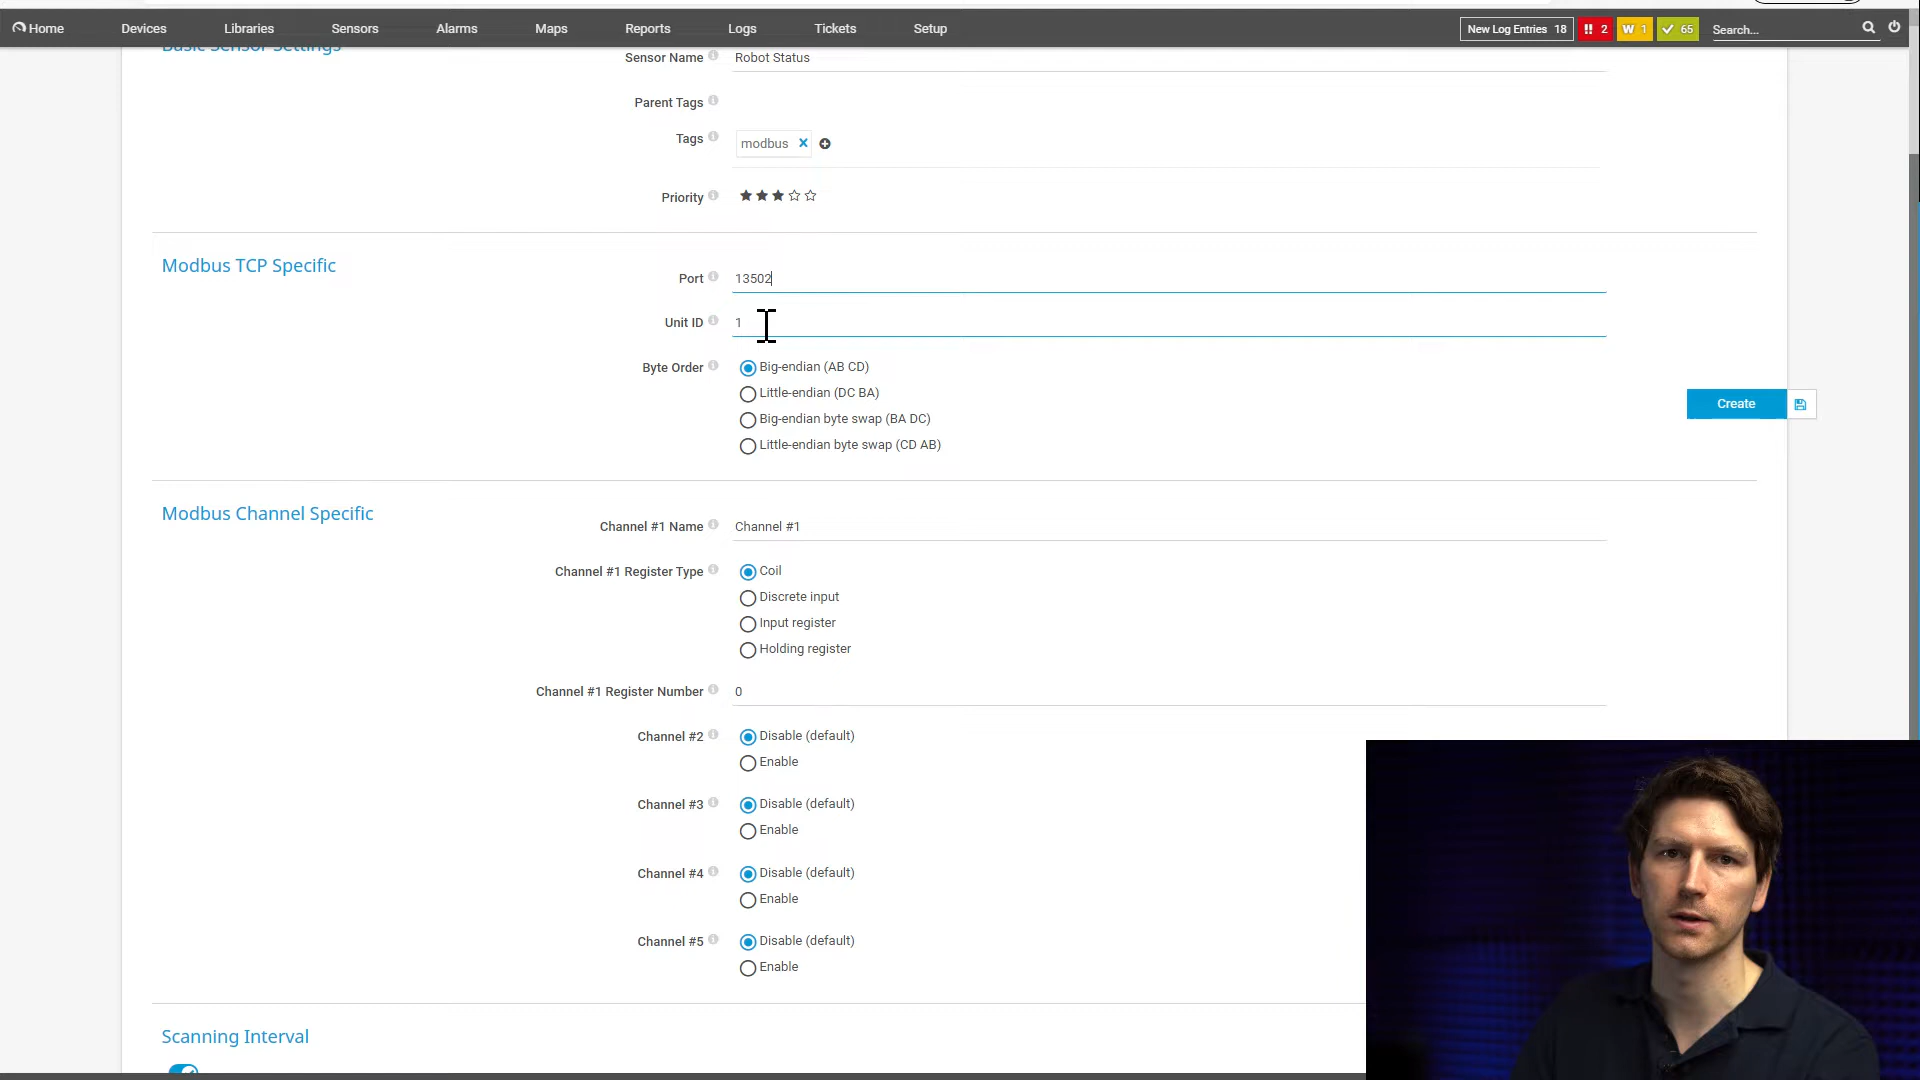 Home Devices Libraries Sensors Alarms Maps Reports Logs Tickets Setup New Log Entries 18 2 W 1 65 Search...
Basic Sensor Settings
Sensor Name Robot Status
Parent Tags
Tags modbus
Priority
Modbus TCP Specific
Port 13502
Unit ID 1
Byte Order Big-endian (AB CD)
Little-endian (DC BA)
Big-endian byte swap (BA DC)
Little-endian byte swap (CD AB)
Create
Modbus Channel Specific
Channel #1 Name Channel #1
Channel #1 Register Type Coil
Discrete input
Input register
Holding register
Channel #1 Register Number 0
Channel #2 Disable (default)
Enable
Channel #3 Disable (default)
Enable
Channel #4 Disable (default)
Enable
Channel #5 Disable (default)
Enable
Scanning Interval